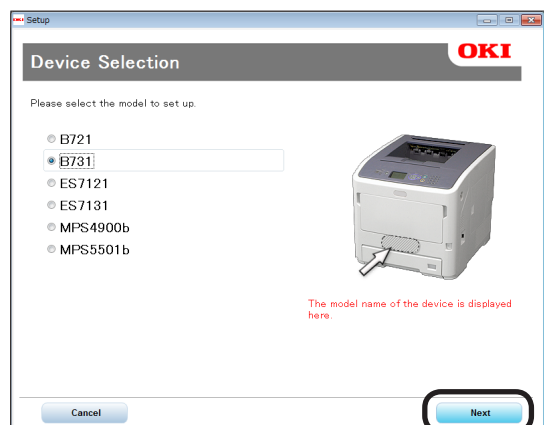 Setup
OKI
Device Selection
Please select the model to set up.
B721
B731
ES7121
ES7131
MPS4900b
MPS5501b
The model name of the device is displayed
here.
Cancel
Next